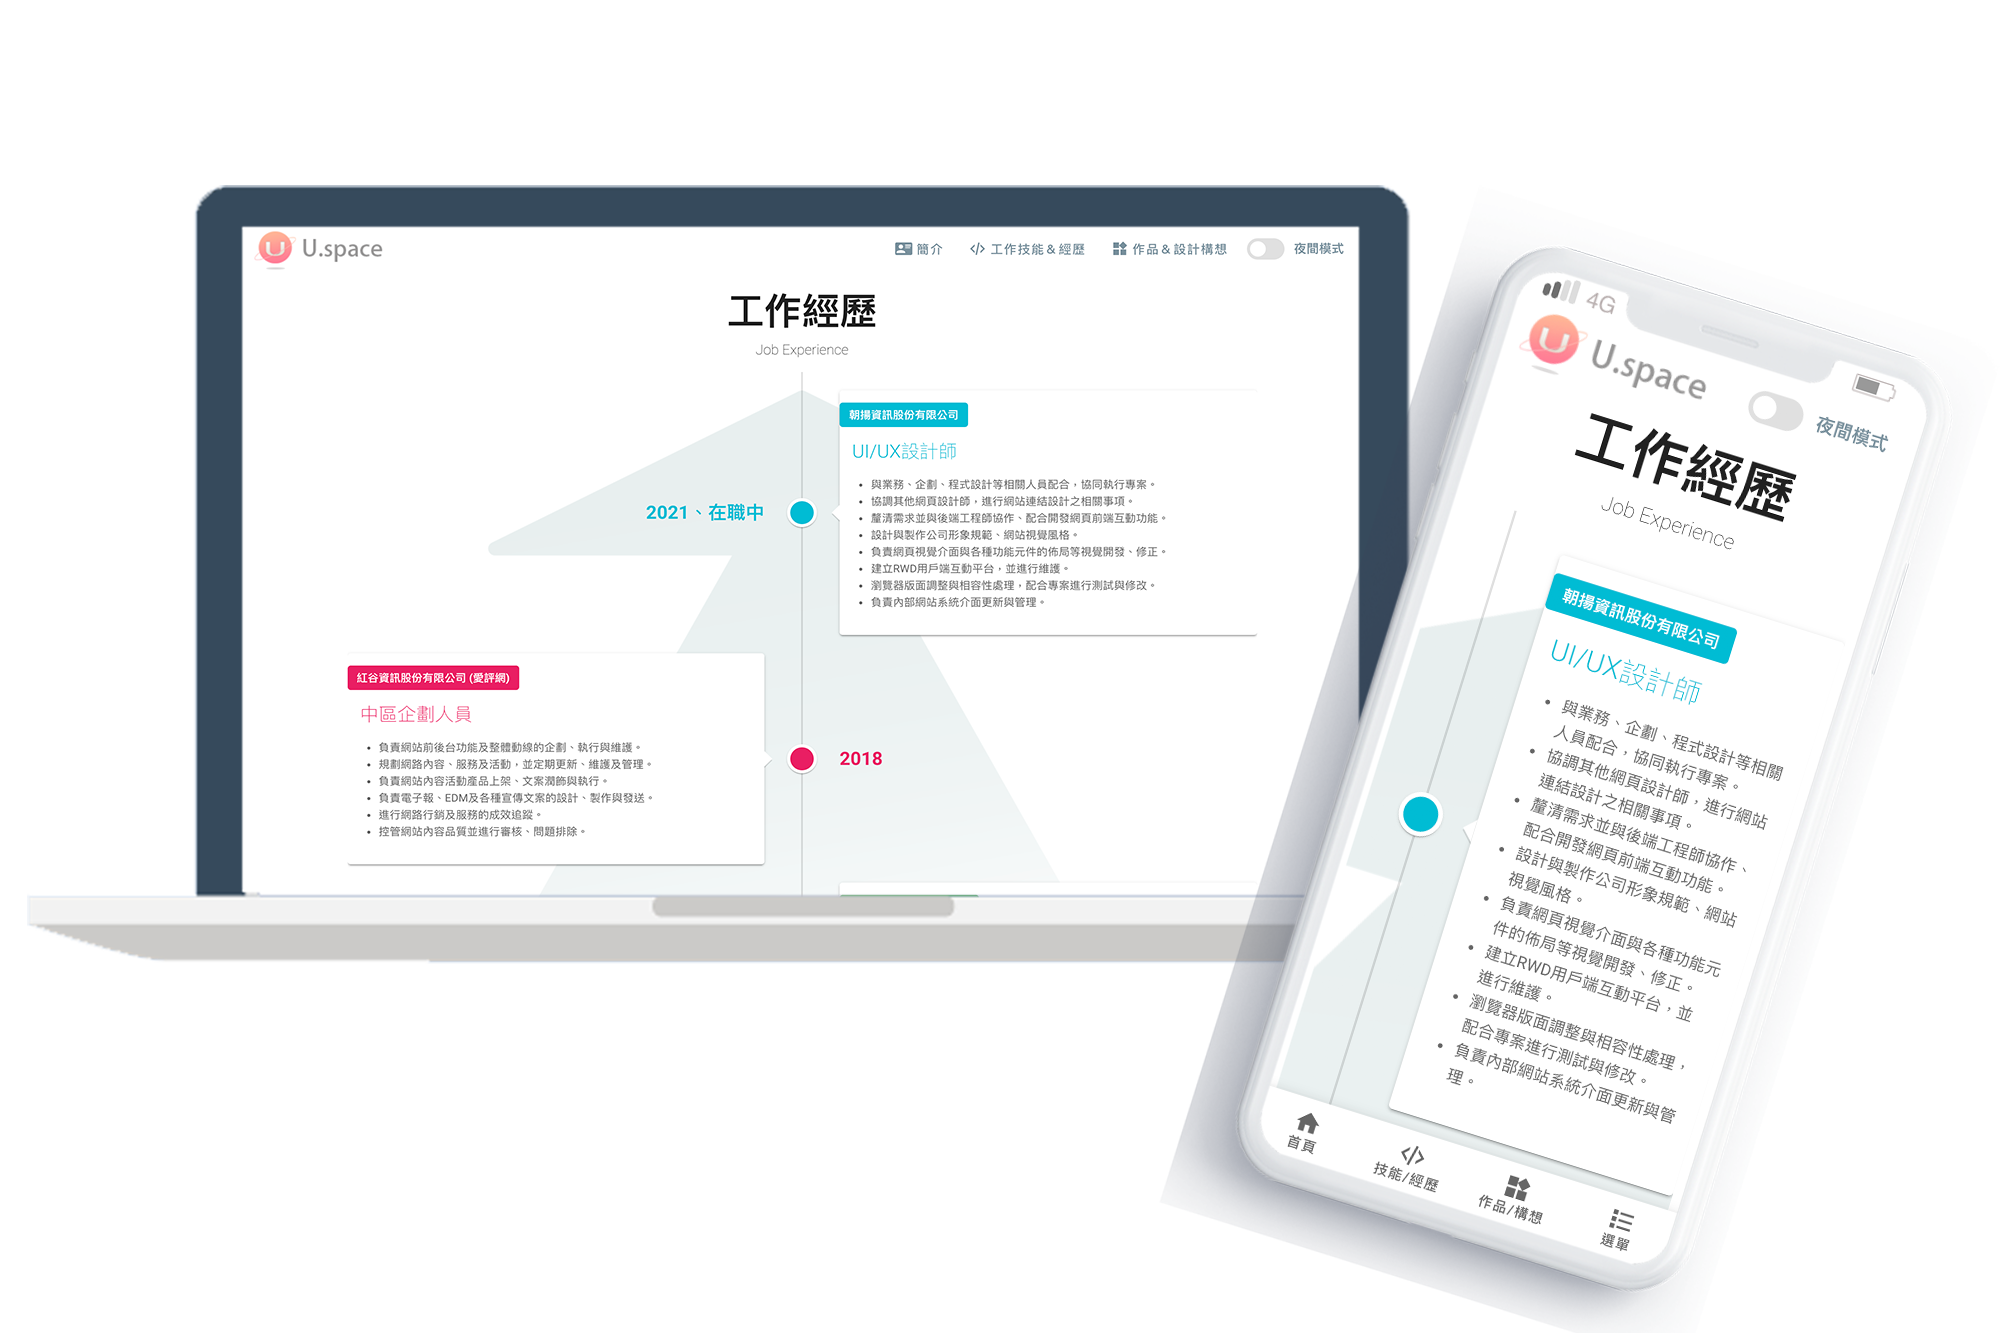 U.space
簡介
工作技能&經歷
作品&設計構想
夜間模式
工作經歷
Job Experience
朝揚資訊股份有限公司
UI/UX設計師
2021、在職中
與業務、企劃、程式設計等相關人員配合，協同執行專案。
協調其他網頁設計師，進行網站連結設計之相關事項。
釐清需求並與後端工程師協作、配合開發網頁前端互動功能。
設計與製作公司形象規範、網站視覺風格。
負責網頁視覺介面與各種功能元件的佈局等視覺開發、修正。
建立RWD用戶端互動平台，並進行維護。
瀏覽器版面調整與相容性處理，配合專案進行測試與修改。
負責內部網站系統介面更新與管理。
紅谷資訊股份有限公司 (愛評網)
中區企劃人員
2018
負責網站前後台功能及整體動線的企劃、執行與維護。
規劃網路內容、服務及活動，並定期更新、維護及管理。
負責網站內容活動產品上架、文案潤飾與執行。
負責電子報、EDM及各種宣傳文案的設計、製作與發送。
進行網路行銷及服務的成效追蹤。
控管網站內容品質並進行審核、問題排除。
4G
U.space
夜間模式
工作經歷
Job Experience
朝揚資訊股份有限公司
UI/UX設計師
與業務、企劃、程式設計等相關
人員配合，協同執行專案。
協調其他網頁設計師，進行網站
連結設計之相關事項。
釐清需求並與後端工程師協作、
配合開發網頁前端互動功能。
設計與製作公司形象規範、網站
視覺風格。
負責網頁視覺介面與各種功能元
件的佈局等視覺開發、修正。
建立RWD用戶端互動平台，並
進行維護。
瀏覽器版面調整與相容性處理，
配合專案進行測試與修改。
負責內部網站系統介面更新與管
理。
首頁
技能/經歷
作品/構想
選單